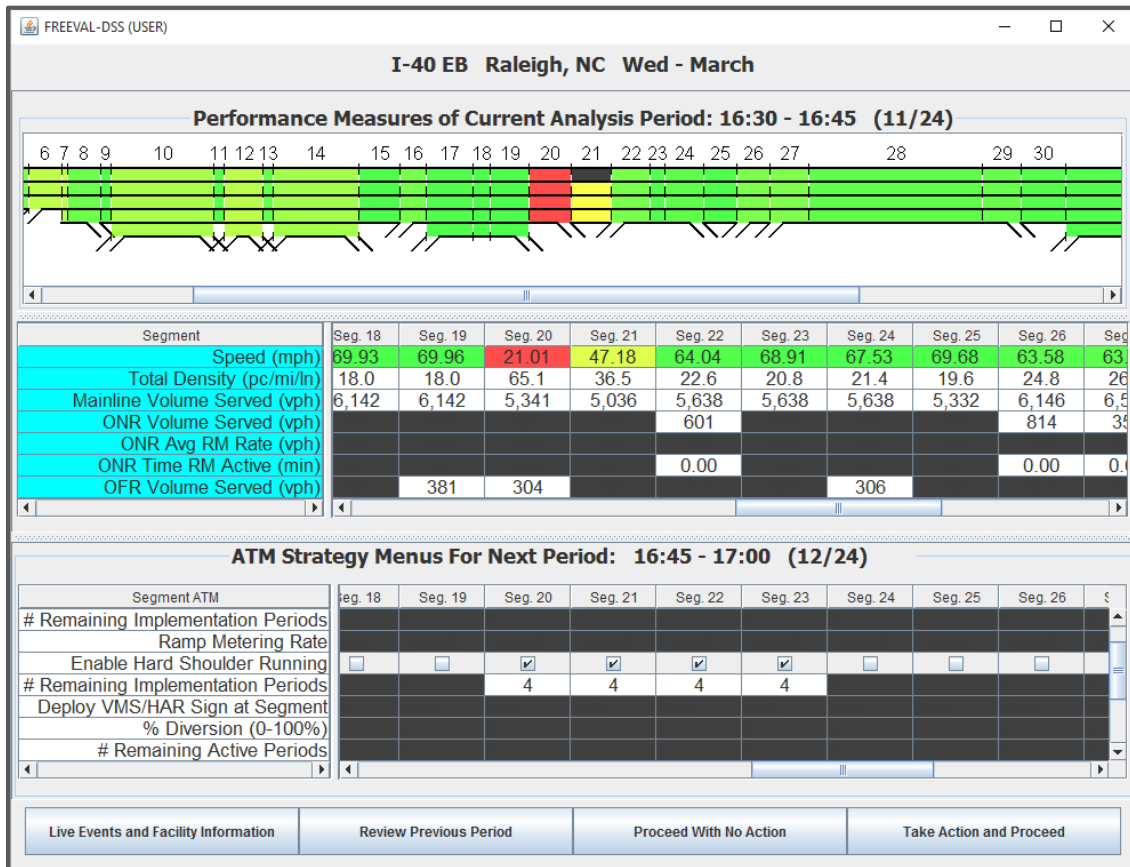 FREEVAL-DSS (USER)
I-40 EB Raleigh, NC Wed - March
Performance Measures of Current Analysis Period: 16:30 - 16:45 (11/24)
6 7 8 9 10 11 12 13 14 15 16 17 18 19 20 21 22 23 24 25 26 27 28 29 30
Segment Seg. 18 Seg. 19 Seg. 20 Seg. 21 Seg. 22 Seg. 23 Seg. 24 Seg. 25 Seg. 26 Seg
Speed (mph) 69.93 69.96 21.01 47.18 64.04 68.91 67.53 69.68 63.58 63.
Total Density (pc/mi/ln) 18.0 18.0 65.1 36.5 22.6 20.8 21.4 19.6 24.8 26
Mainline Volume Served (vph) 6,142 6,142 5,341 5,036 5,638 5,638 5,638 5,332 6,146 6,5
ONR Volume Served (vph) 601 814 35
ONR Avg RM Rate (vph)
ONR Time RM Active (min) 0.00 0.00 0.0
OFR Volume Served (vph) 381 304 306
ATM Strategy Menus For Next Period: 16:45 - 17:00 (12/24)
Segment ATM Seg. 18 Seg. 19 Seg. 20 Seg. 21 Seg. 22 Seg. 23 Seg. 24 Seg. 25 Seg. 26 S
# Remaining Implementation Periods
Ramp Metering Rate
Enable Hard Shoulder Running
# Remaining Implementation Periods 4 4 4 4
Deploy VMS/HAR Sign at Segment
% Diversion (0-100%)
# Remaining Active Periods
Live Events and Facility Information Review Previous Period Proceed With No Action Take Action and Proceed